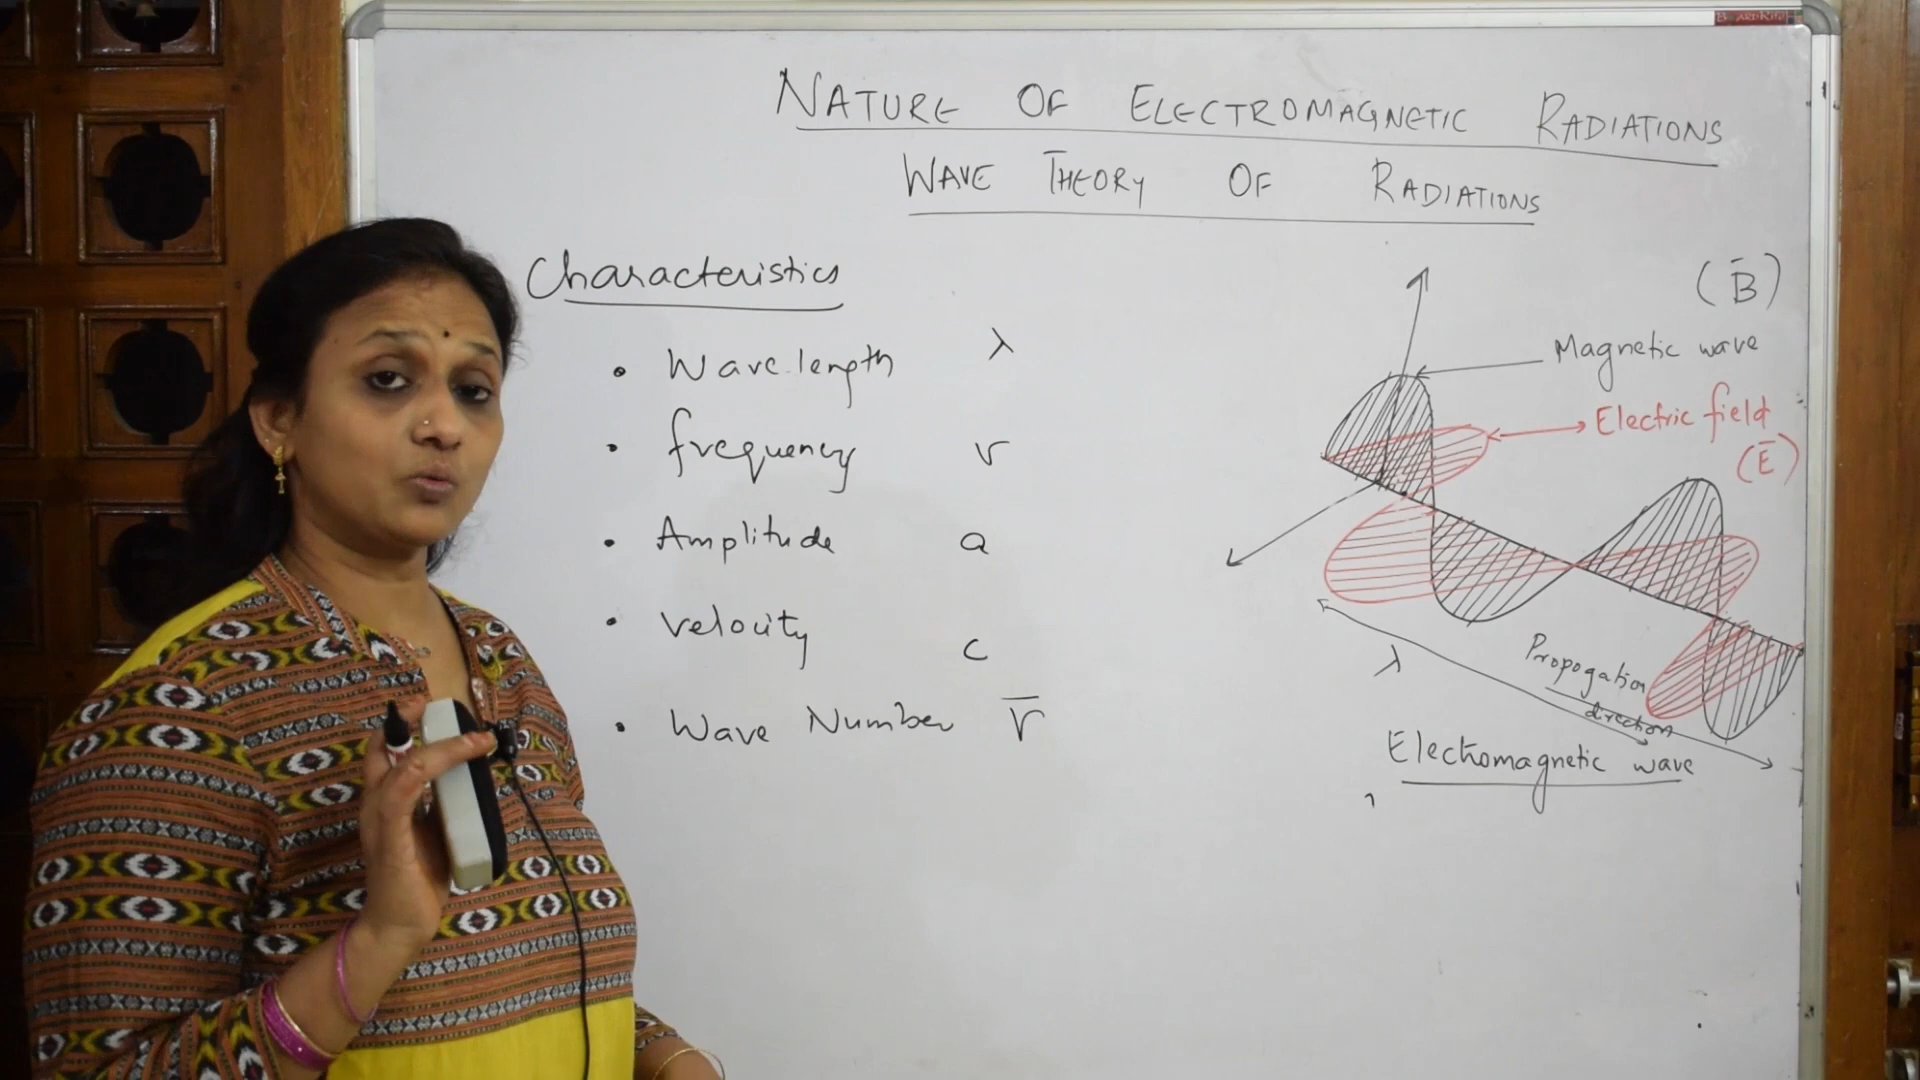 NATURE OF ELECTROMAGNETIC RADIATIONS
WAVE THEORY OF RADIATIONS
Characteristics
• Wavelength λ
• frequency ν
• Amplitude a
• velocity c
• Wave Number ν̅
(B̅)
Magnetic wave
Electric field
(E̅)
λ
Propogation
direction
Electromagnetic wave